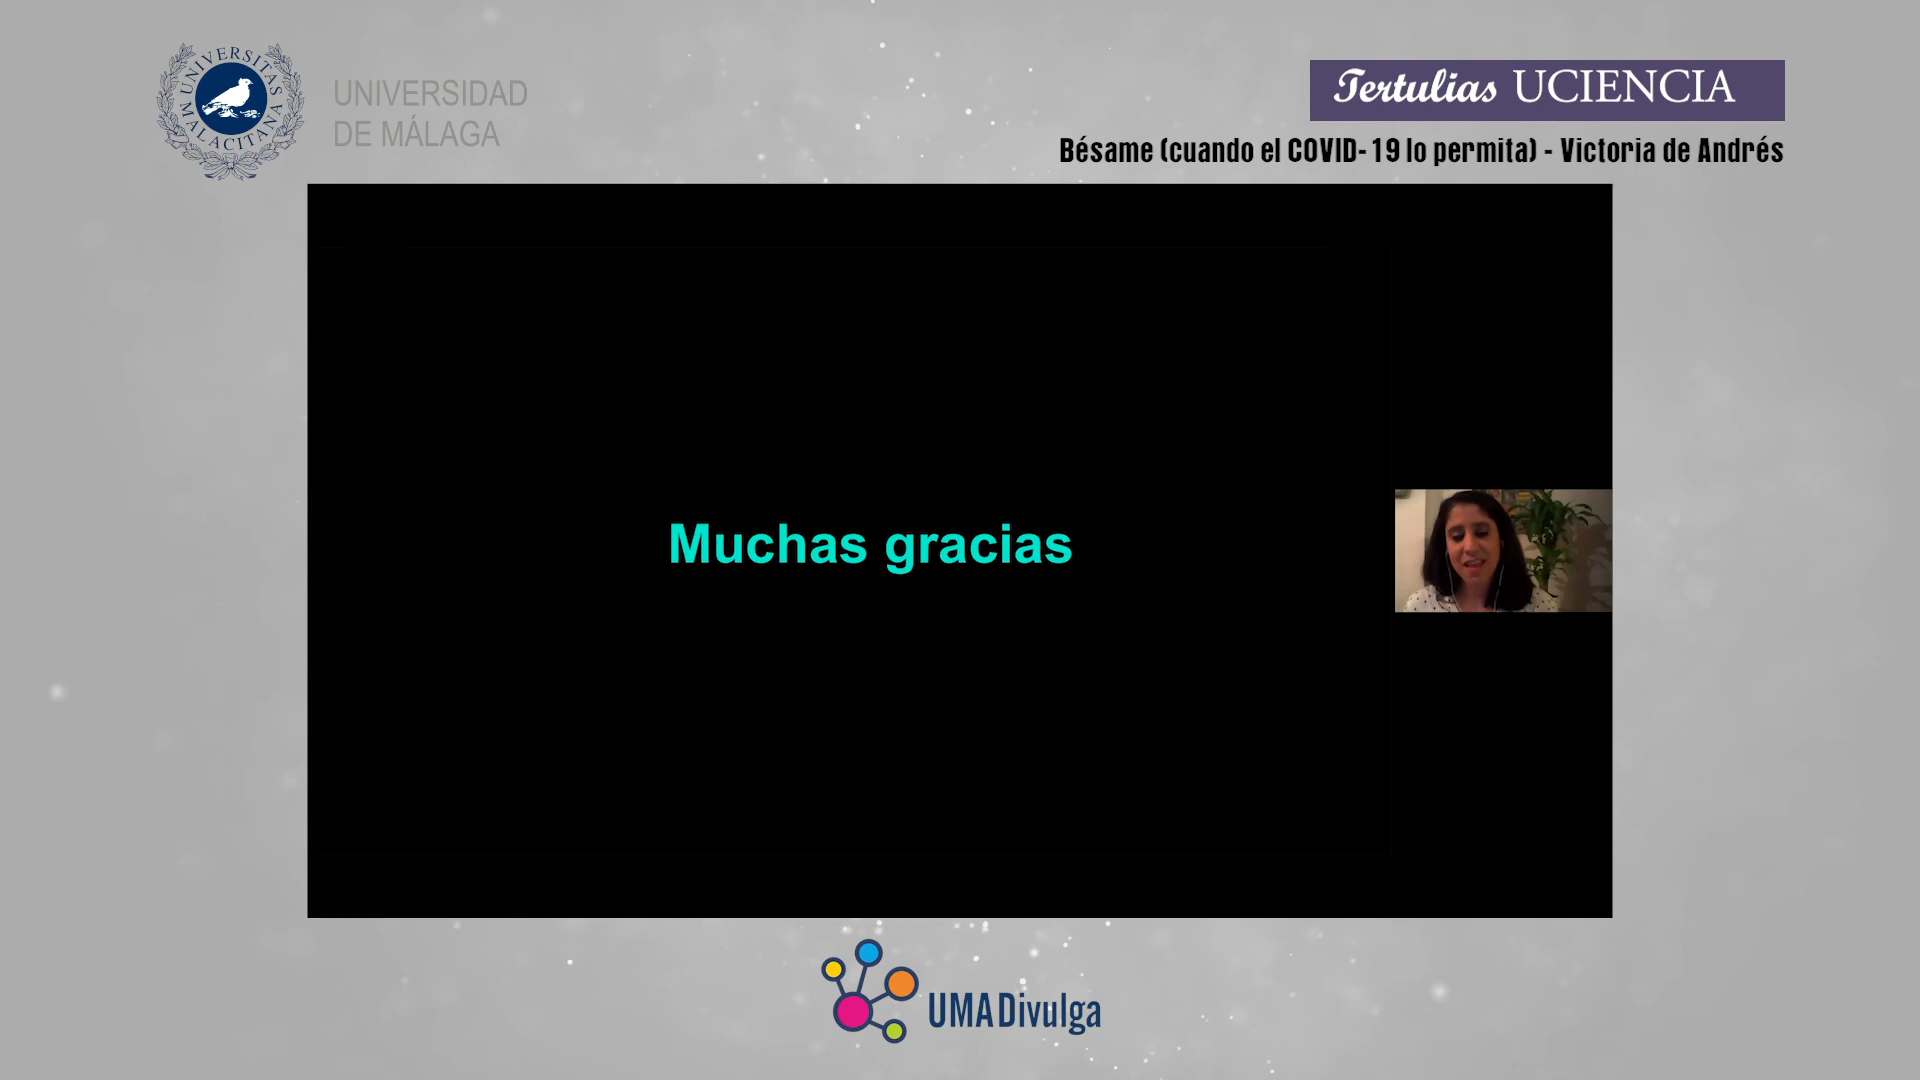 UNIVERSITAS MALACITANA
UNIVERSIDAD
DE MÁLAGA
Tertulias UCIENCIA
Bésame (cuando el COVID-19 lo permita) - Victoria de Andrés
Muchas gracias
UMADivulga